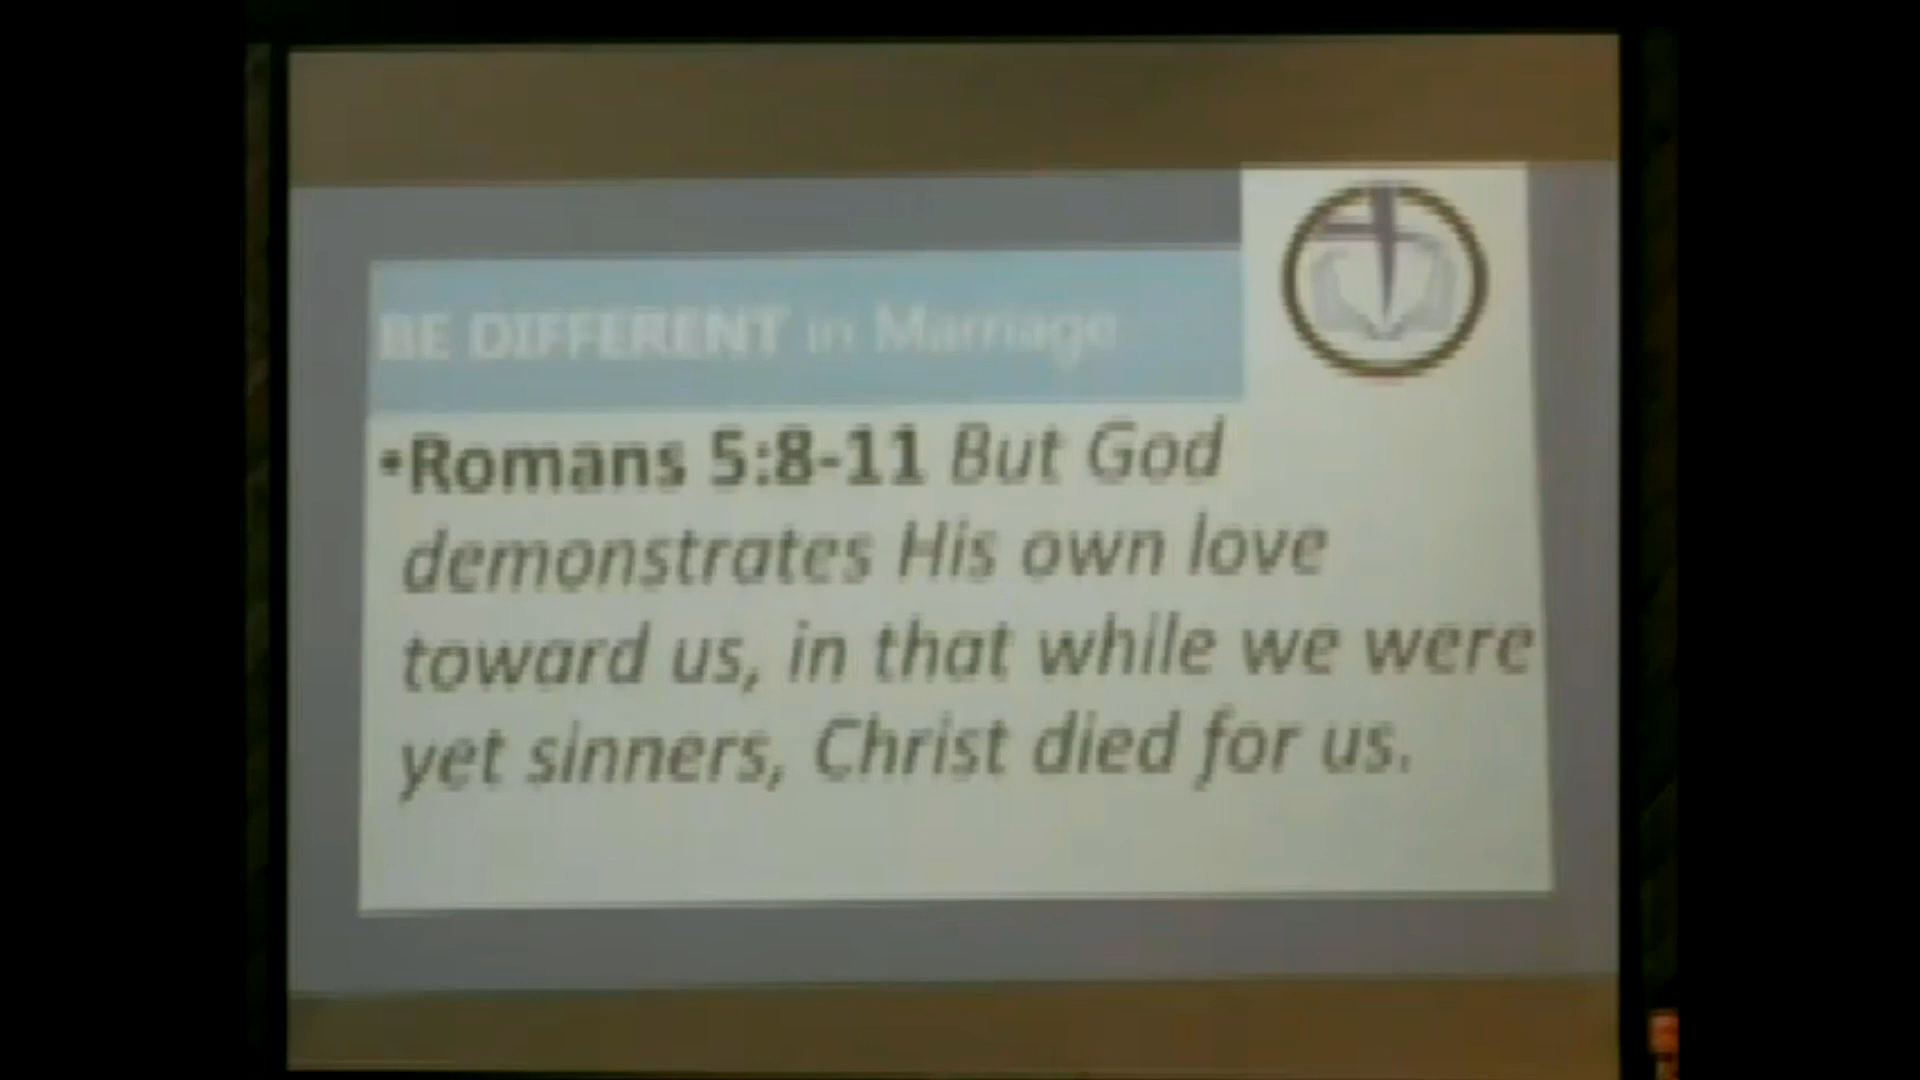 BE DIFFERENT in Marriage
•Romans 5:8-11 But God
demonstrates His own love
toward us, in that while we were
yet sinners, Christ died for us.